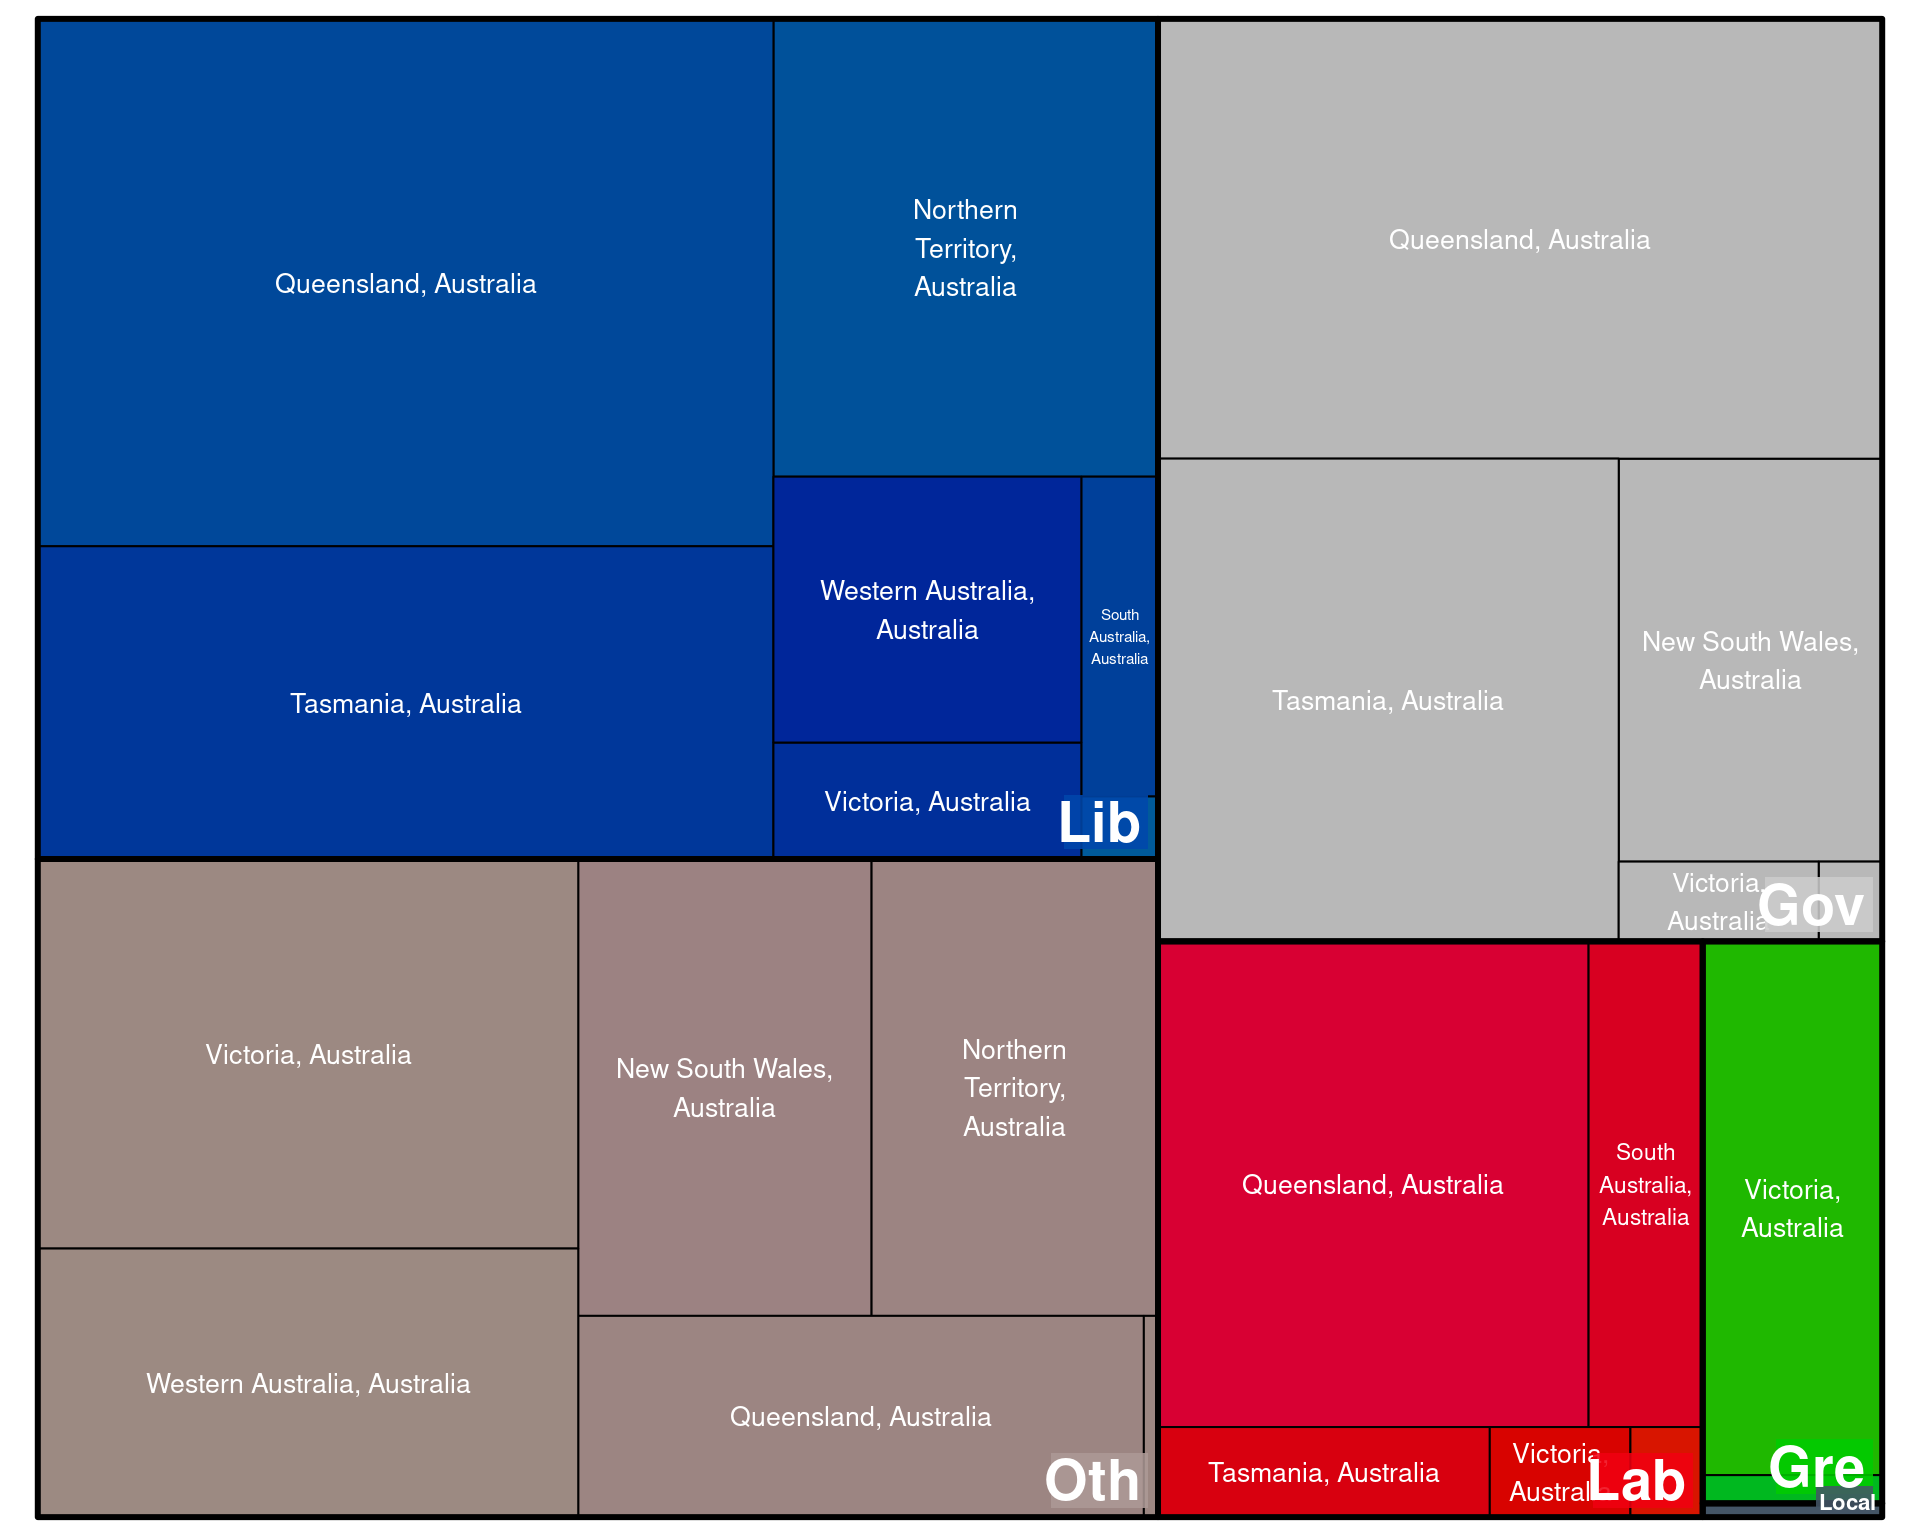 Queensland, Australia
Northern
Territory,
Australia
Tasmania, Australia
Western Australia,
Australia
South
Australia,
Australia
Victoria, Australia
Lib
Queensland, Australia
Tasmania, Australia
New South Wales,
Australia
Victoria,
Australia
Gov
Victoria, Australia
New South Wales,
Australia
Northern
Territory,
Australia
Western Australia, Australia
Queensland, Australia
Oth
Queensland, Australia
South
Australia,
Australia
Tasmania, Australia
Victoria,
Australia
Lab
Victoria,
Australia
Gre
Local